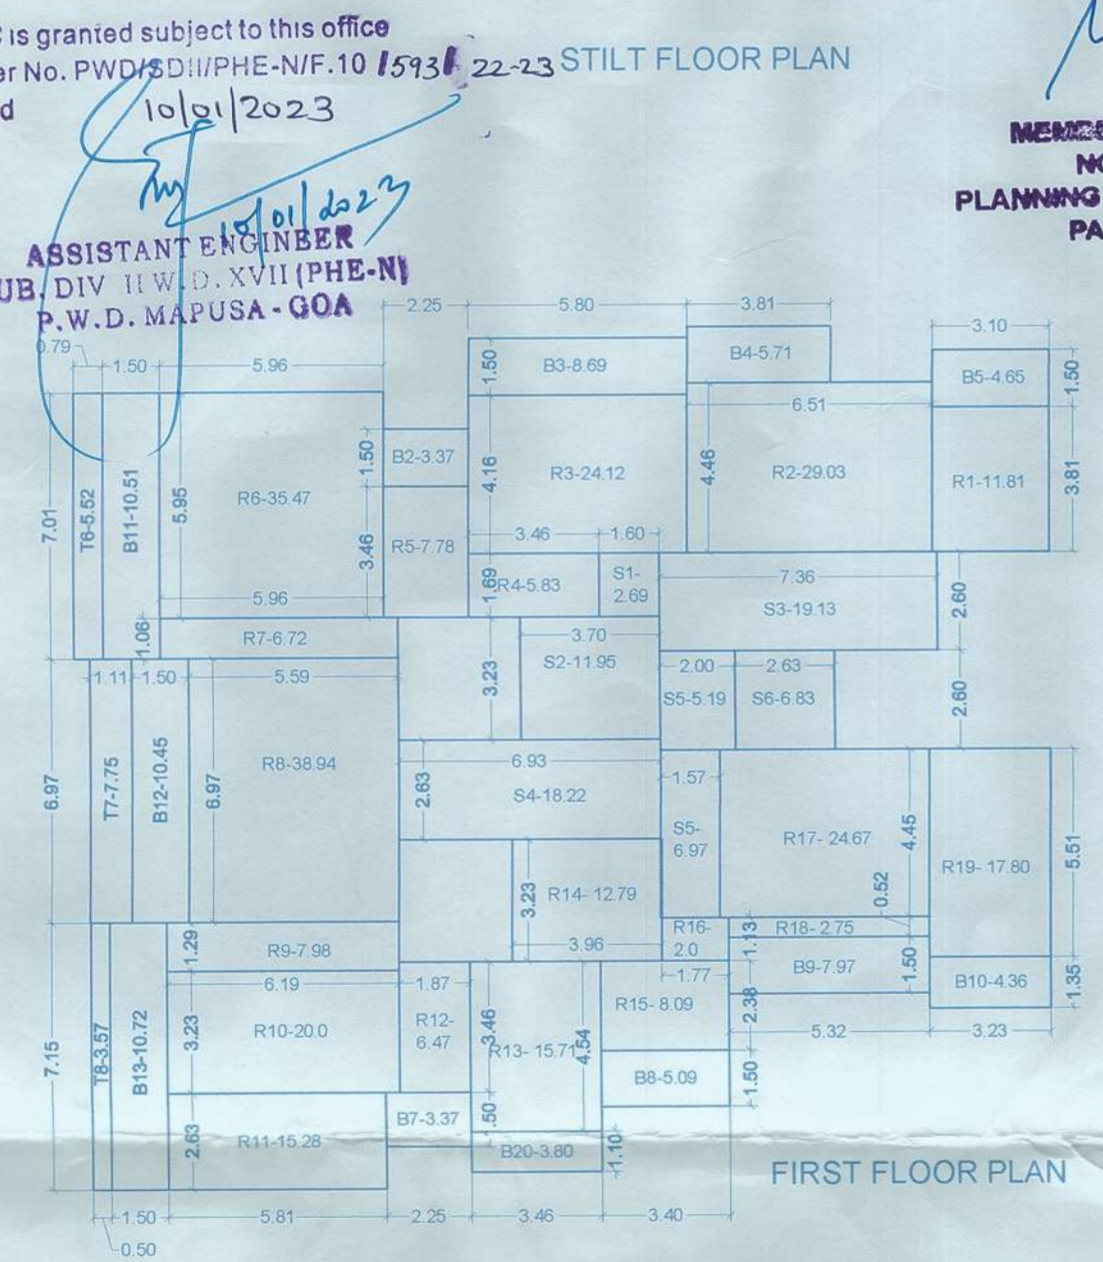 is granted subject to this office
er No. PWD/SDII/PHE-N/F.10 1593 22-23
STILT FLOOR PLAN
d 10/01/2023
10/01/2023
ASSISTANT ENGINEER
UB. DIV II W.D. XVII (PHE-N)
P.W.D. MAPUSA - GOA
MEMBE
NO
PLANNING
PA
2.25 5.80 3.81
3.10
0.79 1.50 5.96
1.50 B3-8.69 B4-5.71
B5-4.65 1.50
6.51
B2-3.37 1.50
7.01 T6-5.52 B11-10.51 5.95 R6-35.47
4.16 R3-24.12 4.46 R2-29.03 R1-11.81 3.81
3.46 R5-7.78
3.46 1.60
1.69 R4-5.83 S1-
2.69
5.96
7.36
S3-19.13 2.60
1.06 R7-6.72
3.70
S2-11.95
3.23
1.11 1.50 5.59
2.00 2.63
S5-5.19 S6-6.83
2.60
6.97 T7-7.75 B12-10.45 6.97 R8-38.94
2.63 6.93
S4-18.22
1.57
S5-
6.97
R17- 24.67 4.45
0.52
R19- 17.80 5.51
3.23 R14- 12.79
3.96
R16-
2.0
1.13 R18- 2.75
1.29 R9-7.98
B9-7.97 1.50
B10-4.36 1.35
1.77
6.19 1.87
7.15 T8-3.57 B13-10.72 3.23 R10-20.0
R12-
6.47
3.46 R13- 15.71 4.54
R15- 8.09 2.38
5.32 3.23
B8-5.09 1.50
2.63 R11-15.28
B7-3.37 1.50
B20-3.80 1.10
FIRST FLOOR PLAN
1.50 5.81 2.25 3.46 3.40
0.50